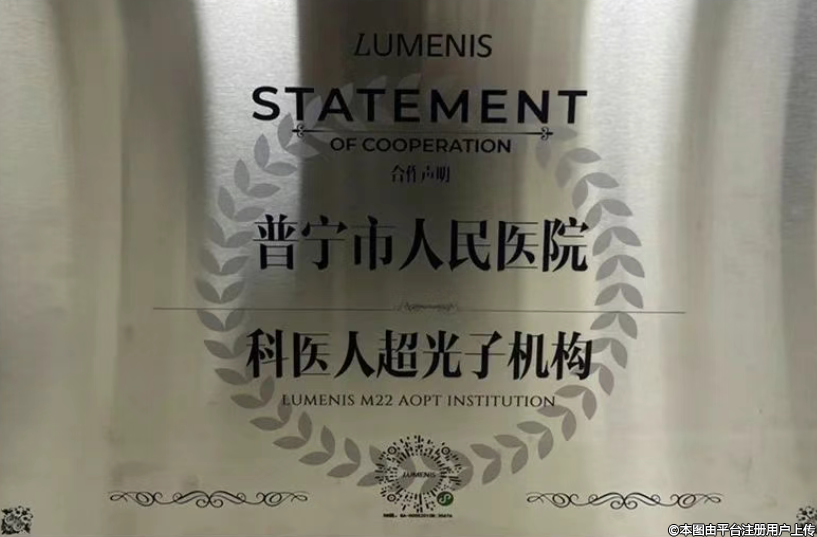 LUMENIS
STATEMENT
OF COOPERATION
合作声明
普宁市人民医院
科医人超光子机构
LUMENIS M22 AOPT INSTITUTION
LUMENIS
©本图由平台注册用户上传